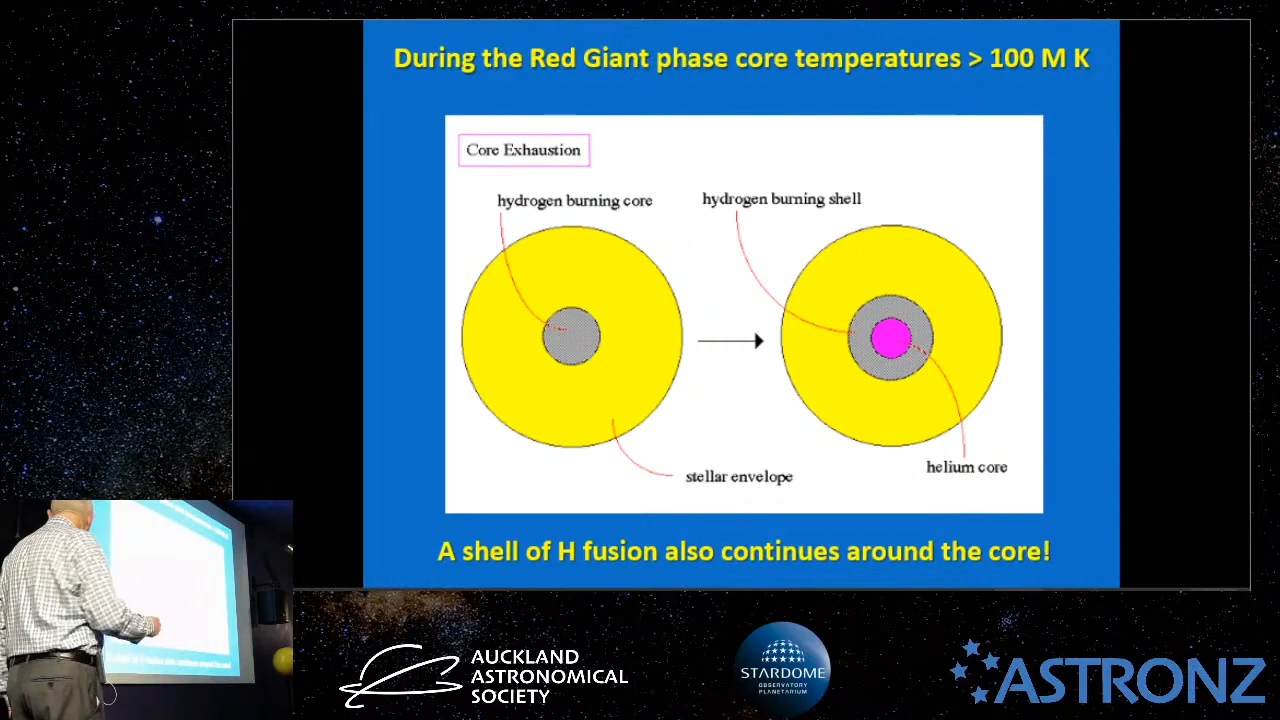 During the Red Giant phase core temperatures > 100 M K
Core Exhaustion
hydrogen burning core
hydrogen burning shell
stellar envelope
helium core
A shell of H fusion also continues around the core!
AUCKLAND
ASTRONOMICAL
SOCIETY
STARDOME
OBSERVATORY
PLANETARIUM
ASTRONZ